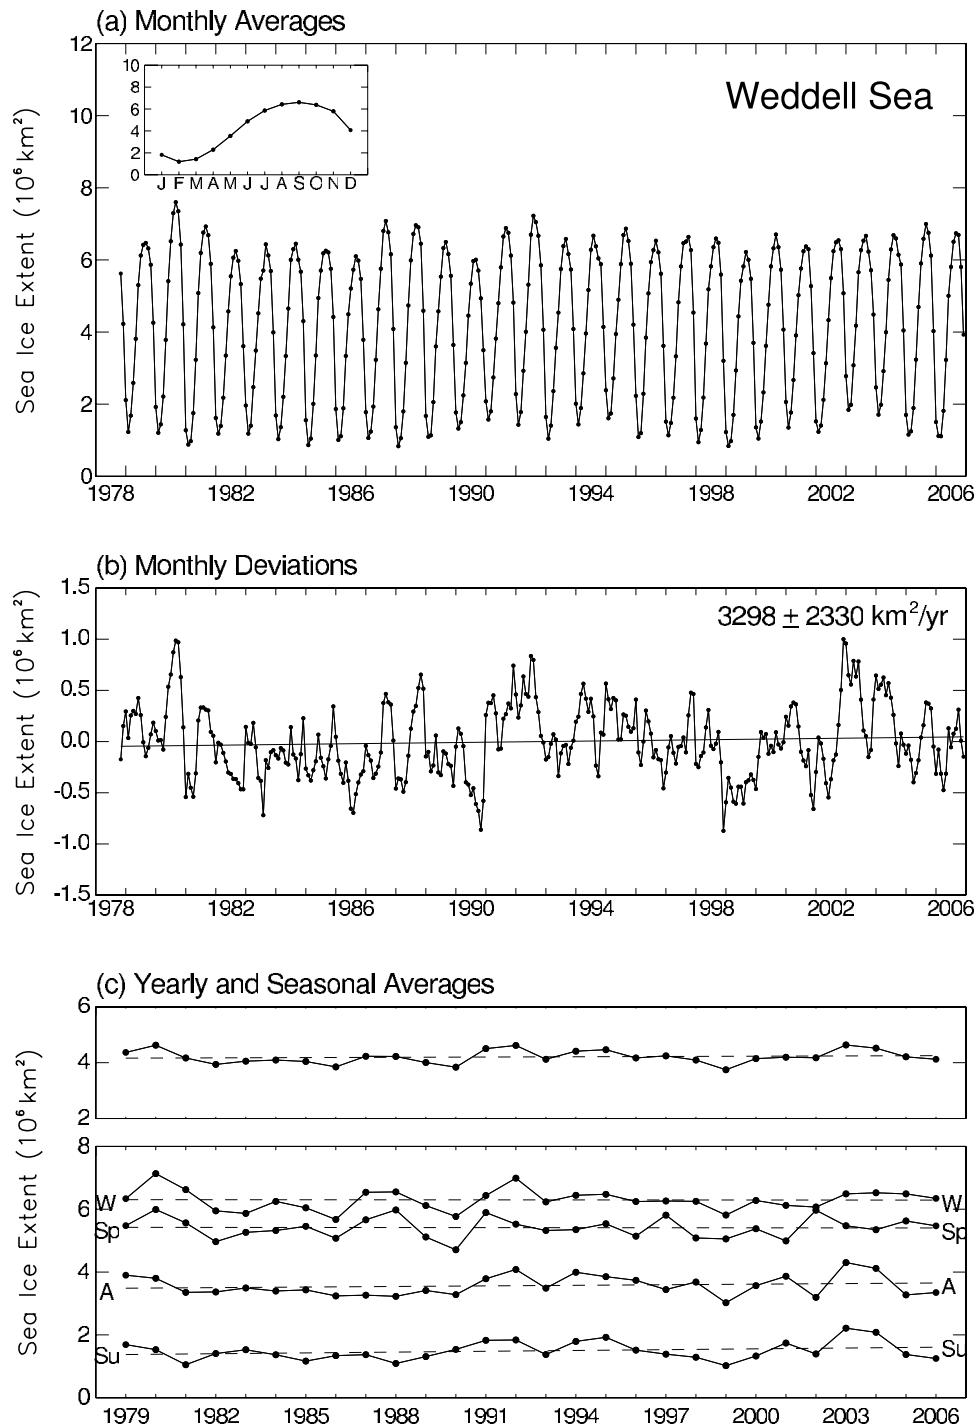 (a) Monthly Averages
Weddell Sea
Sea Ice Extent (10⁶ km²)
12
10
8
6
4
2
0
10
8
6
4
2
0
J F M A M J J A S O N D
1978 1982 1986 1990 1994 1998 2002 2006
(b) Monthly Deviations
3298 ± 2330 km²/yr
Sea Ice Extent (10⁶ km²)
1.5
1.0
0.5
0.0
-0.5
-1.0
-1.5
1978 1982 1986 1990 1994 1998 2002 2006
(c) Yearly and Seasonal Averages
Sea Ice Extent (10⁶ km²)
6
4
2
8
6
4
2
0
W W
Sp Sp
A A
Su Su
1979 1982 1985 1988 1991 1994 1997 2000 2003 2006